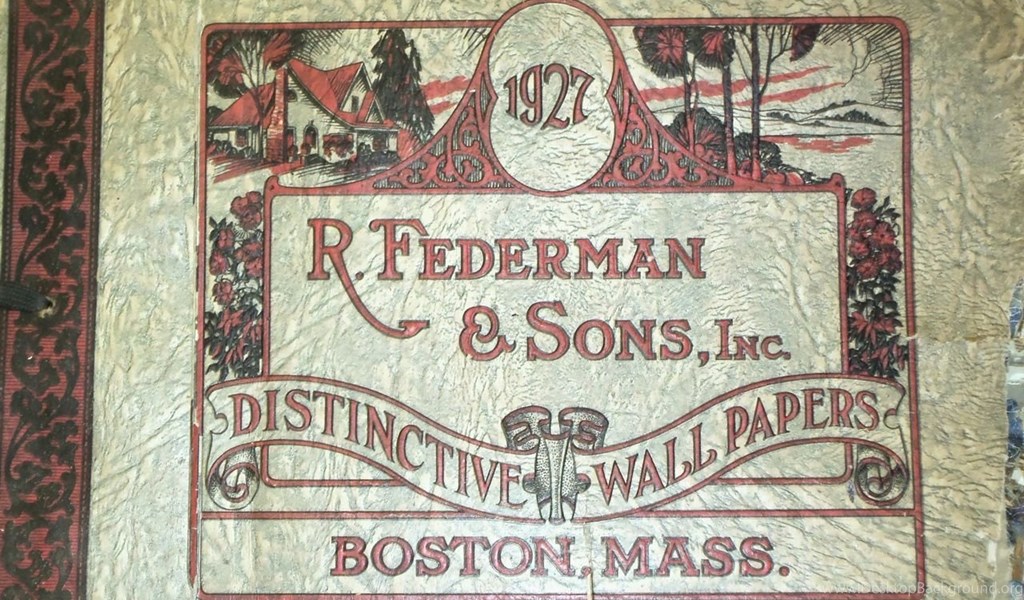 1927
R. FEDERMAN
& SONS, INC.
DISTINCTIVE WALL PAPERS
BOSTON, MASS.